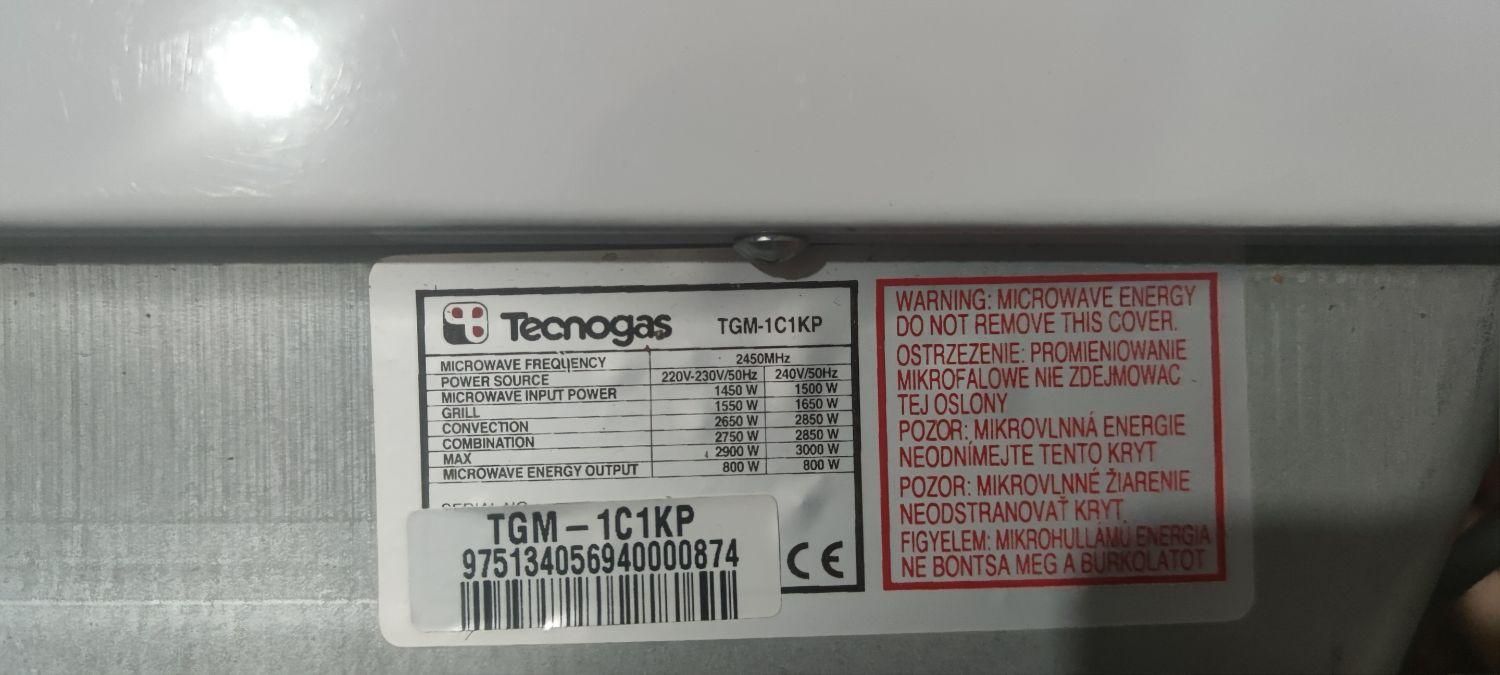 Tecnogas TGM-1C1KP
MICROWAVE FREQUENCY 2450MHz
POWER SOURCE 220V-230V/50Hz 240V/50Hz
MICROWAVE INPUT POWER 1450 W 1500 W
GRILL 1550 W 1650 W
CONVECTION 2650 W 2850 W
COMBINATION 2750 W 2850 W
MAX 2900 W 3000 W
MICROWAVE ENERGY OUTPUT 800 W 800 W
TGM-1C1KP
975134056940000874
CE
WARNING: MICROWAVE ENERGY
DO NOT REMOVE THIS COVER.
OSTRZEZENIE: PROMIENIOWANIE
MIKROFALOWE NIE ZDEJMOWAC
TEJ OSLONY
POZOR: MIKROVLNNÁ ENERGIE
NEODNÍMEJTE TENTO KRYT
POZOR: MIKROVLNNÉ ŽIARENIE
NEODSTRANOVAŤ KRYT
FIGYELEM: MIKROHULLÁMÚ ENERGIA
NE BONTSA MEG A BURKOLATOT